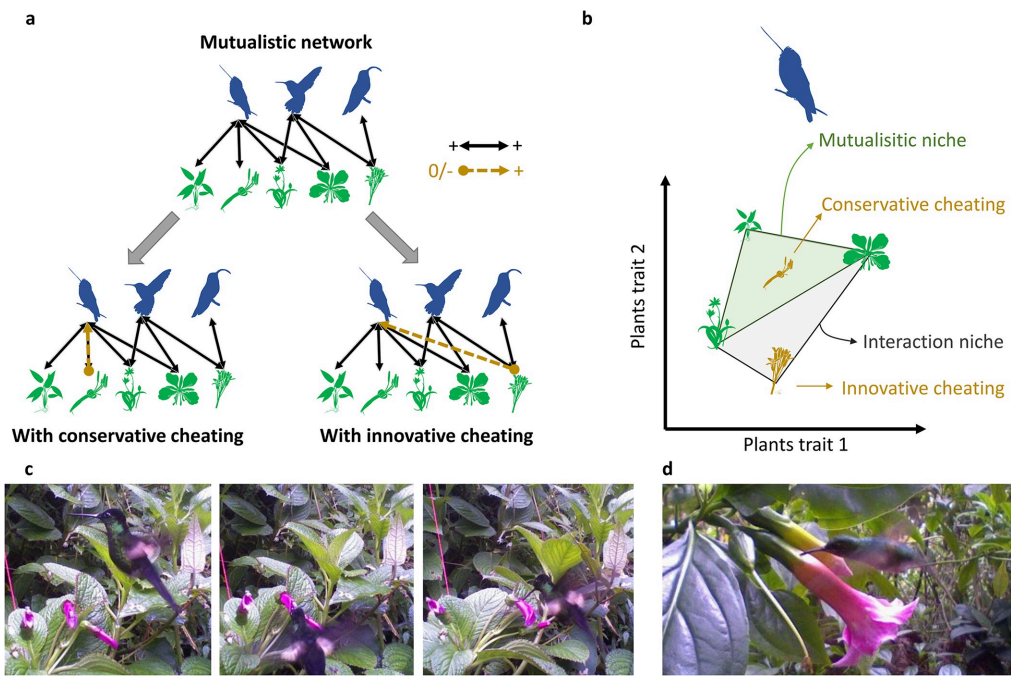 a
Mutualistic network
+ +
0/- +
With conservative cheating
With innovative cheating
b
Mutualisitic niche
Conservative cheating
Interaction niche
Innovative cheating
Plants trait 2
Plants trait 1
c
d